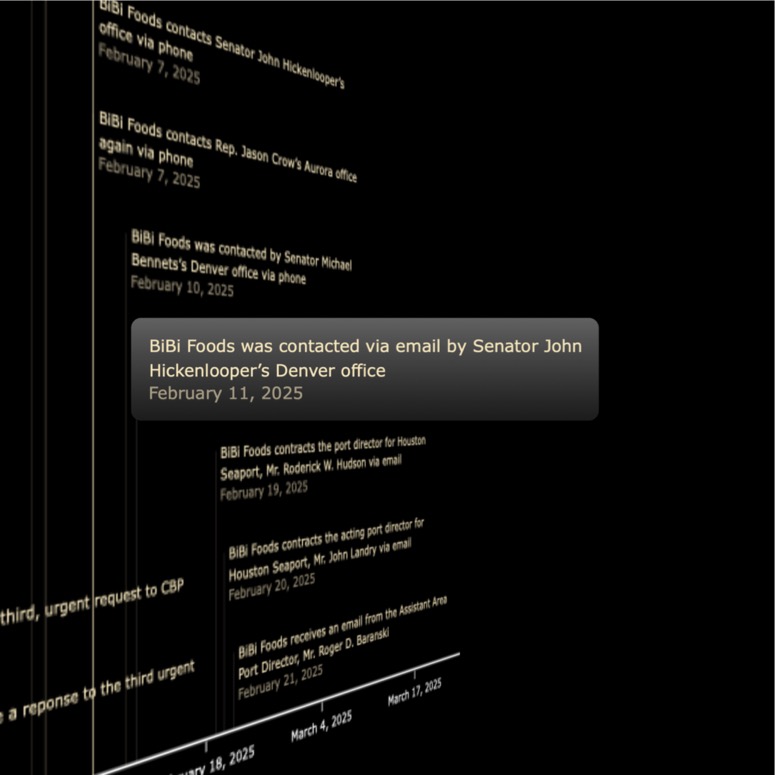 BiBi Foods contacts Senator John Hickenlooper's
office via phone
February 7, 2025
BiBi Foods contacts Rep. Jason Crow's Aurora office
again via phone
February 7, 2025
BiBi Foods was contacted by Senator Michael
Bennets's Denver office via phone
February 10, 2025
BiBi Foods was contacted via email by Senator John
Hickenlooper's Denver office
February 11, 2025
BiBi Foods contracts the port director for Houston
Seaport, Mr. Roderick W. Hudson via email
February 19, 2025
BiBi Foods contracts the acting port director for
Houston Seaport, Mr. John Landry via email
February 20, 2025
third, urgent request to CBP
BiBi Foods receives an email from the Assistant Area
Port Director, Mr. Roger D. Baranski
February 21, 2025
a reponse to the third urgent
18, 2025
March 4, 2025
March 17, 2025